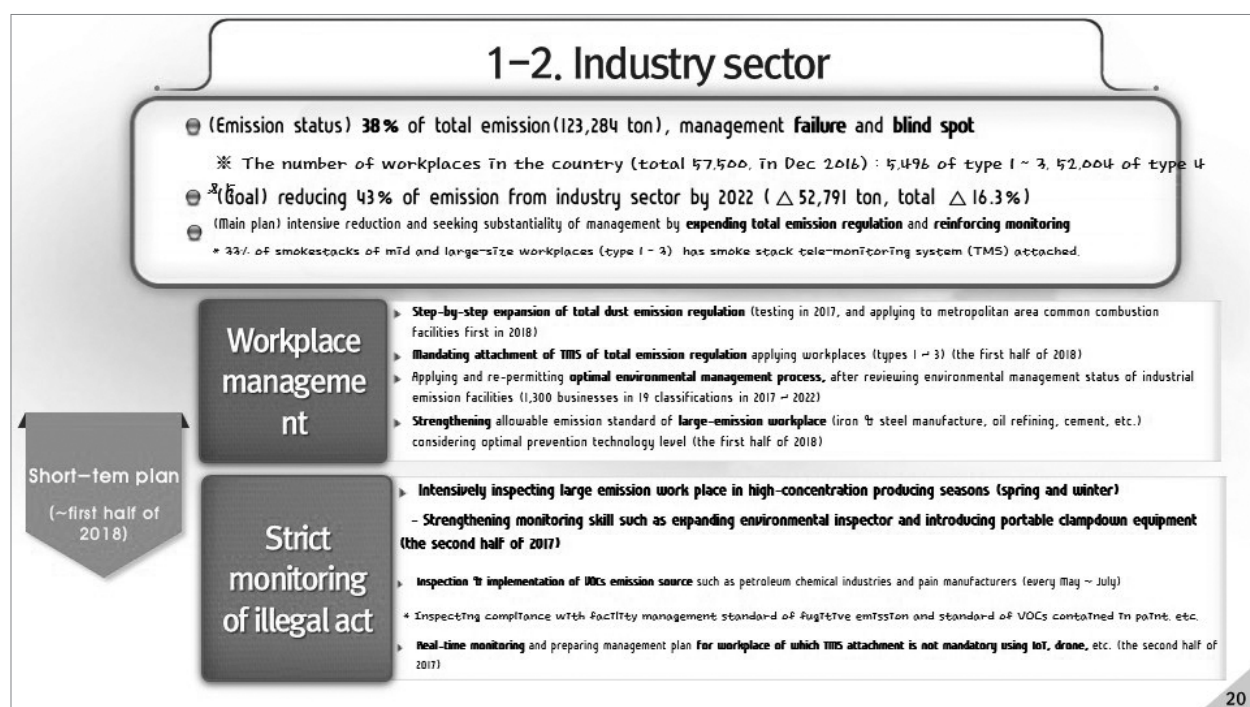 1-2. Industry sector
(Emission status) 38% of total emission(123,284 ton), management failure and blind spot
※ The number of workplaces in the country (total 57,500, in Dec 2016) : 5,496 of type 1 ~ 3, 52,004 of type 4
(Goal) reducing 43% of emission from industry sector by 2022 ( △ 52,791 ton, total △ 16.3%)
(Main plan) intensive reduction and seeking substantiality of management by expending total emission regulation and reinforcing monitoring
* 33% of smokestacks of mid and large-size workplaces (type 1 - 3) has smoke stack tele-monitoring system (TMS) attached.
Workplace
manageme
nt
Step-by-step expansion of total dust emission regulation (testing in 2017, and applying to metropolitan area common combustion
facilities first in 2018)
Mandating attachment of TMS of total emission regulation applying workplaces (types 1 ~ 3) (the first half of 2018)
Applying and re-permitting optimal environmental management process, after reviewing environmental management status of industrial
emission facilities (1,300 businesses in 19 classifications in 2017 ~ 2022)
Strengthening allowable emission standard of large-emission workplace (iron & steel manufacture, oil refining, cement, etc.)
considering optimal prevention technology level (the first half of 2018)
Short-tem plan
(~first half of
2018)
Strict
monitoring
of illegal act
Intensively inspecting large emission work place in high-concentration producing seasons (spring and winter)
- Strengthening monitoring skill such as expanding environmental inspector and introducing portable clampdown equipment
(the second half of 2017)
Inspection & implementation of VOCs emission source such as petroleum chemical industries and pain manufacturers (every May ~ July)
* Inspecting compliance with facility management standard of fugitive emission and standard of VOCs contained in paint, etc.
Real-time monitoring and preparing management plan for workplace of which TMS attachment is not mandatory using IoT, drone, etc. (the second half of
2017)
20